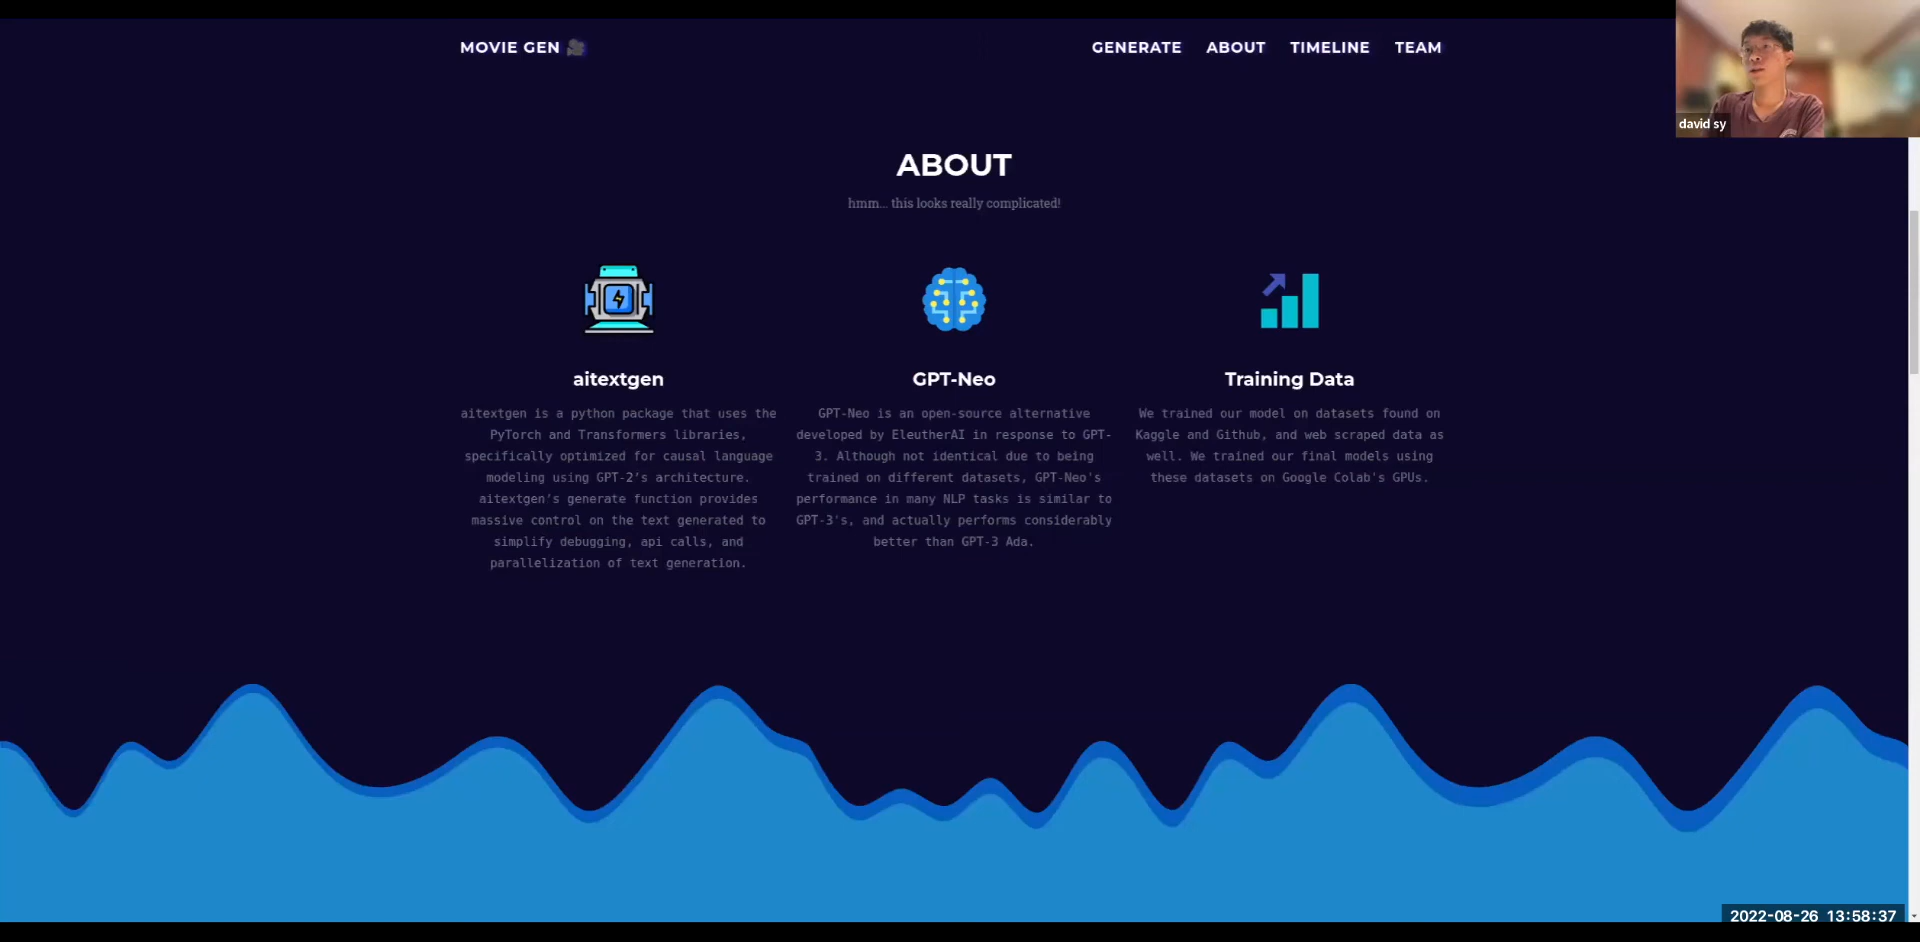 MOVIE GEN 🎥
GENERATE ABOUT TIMELINE TEAM
david sy
ABOUT
hmm... this looks really complicated!
aitextgen
aitextgen is a python package that uses the
PyTorch and Transformers libraries,
specifically optimized for causal language
modeling using GPT-2's architecture.
aitextgen's generate function provides
massive control on the text generated to
simplify debugging, api calls, and
parallelization of text generation.
GPT-Neo
GPT-Neo is an open-source alternative
developed by EleutherAI in response to GPT-
3. Although not identical due to being
trained on different datasets, GPT-Neo's
performance in many NLP tasks is similar to
GPT-3's, and actually performs considerably
better than GPT-3 Ada.
Training Data
We trained our model on datasets found on
Kaggle and Github, and web scraped data as
well. We trained our final models using
these datasets on Google Colab's GPUs.
2022-08-26 13:58:37